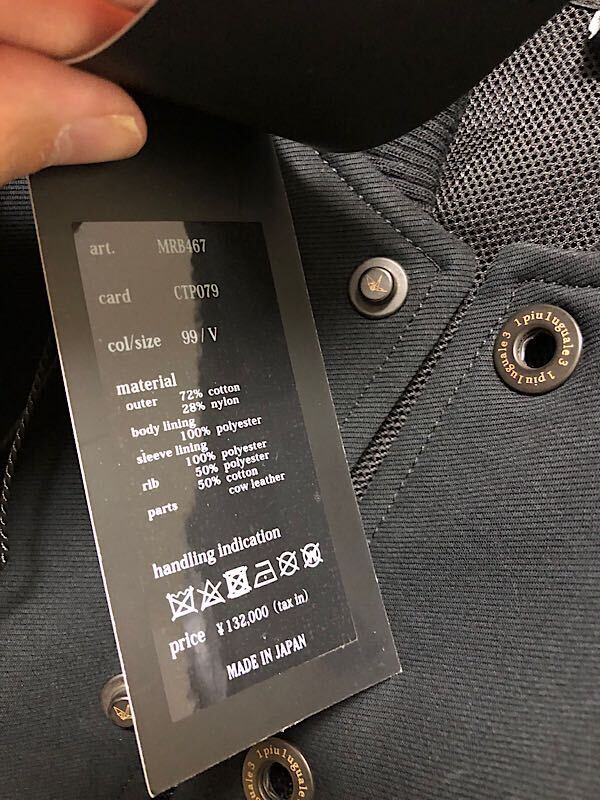 art. MRB467
card CTP079
col/size 99 / V
material
outer 72% cotton
28% nylon
body lining
100% polyester
sleeve lining
100% polyester
rib 50% polyester
50% cotton
parts cow leather
handling indication
price ¥132,000 (tax in)
MADE IN JAPAN
1piu1uguale3 1piu1uguale3
1piu1uguale3